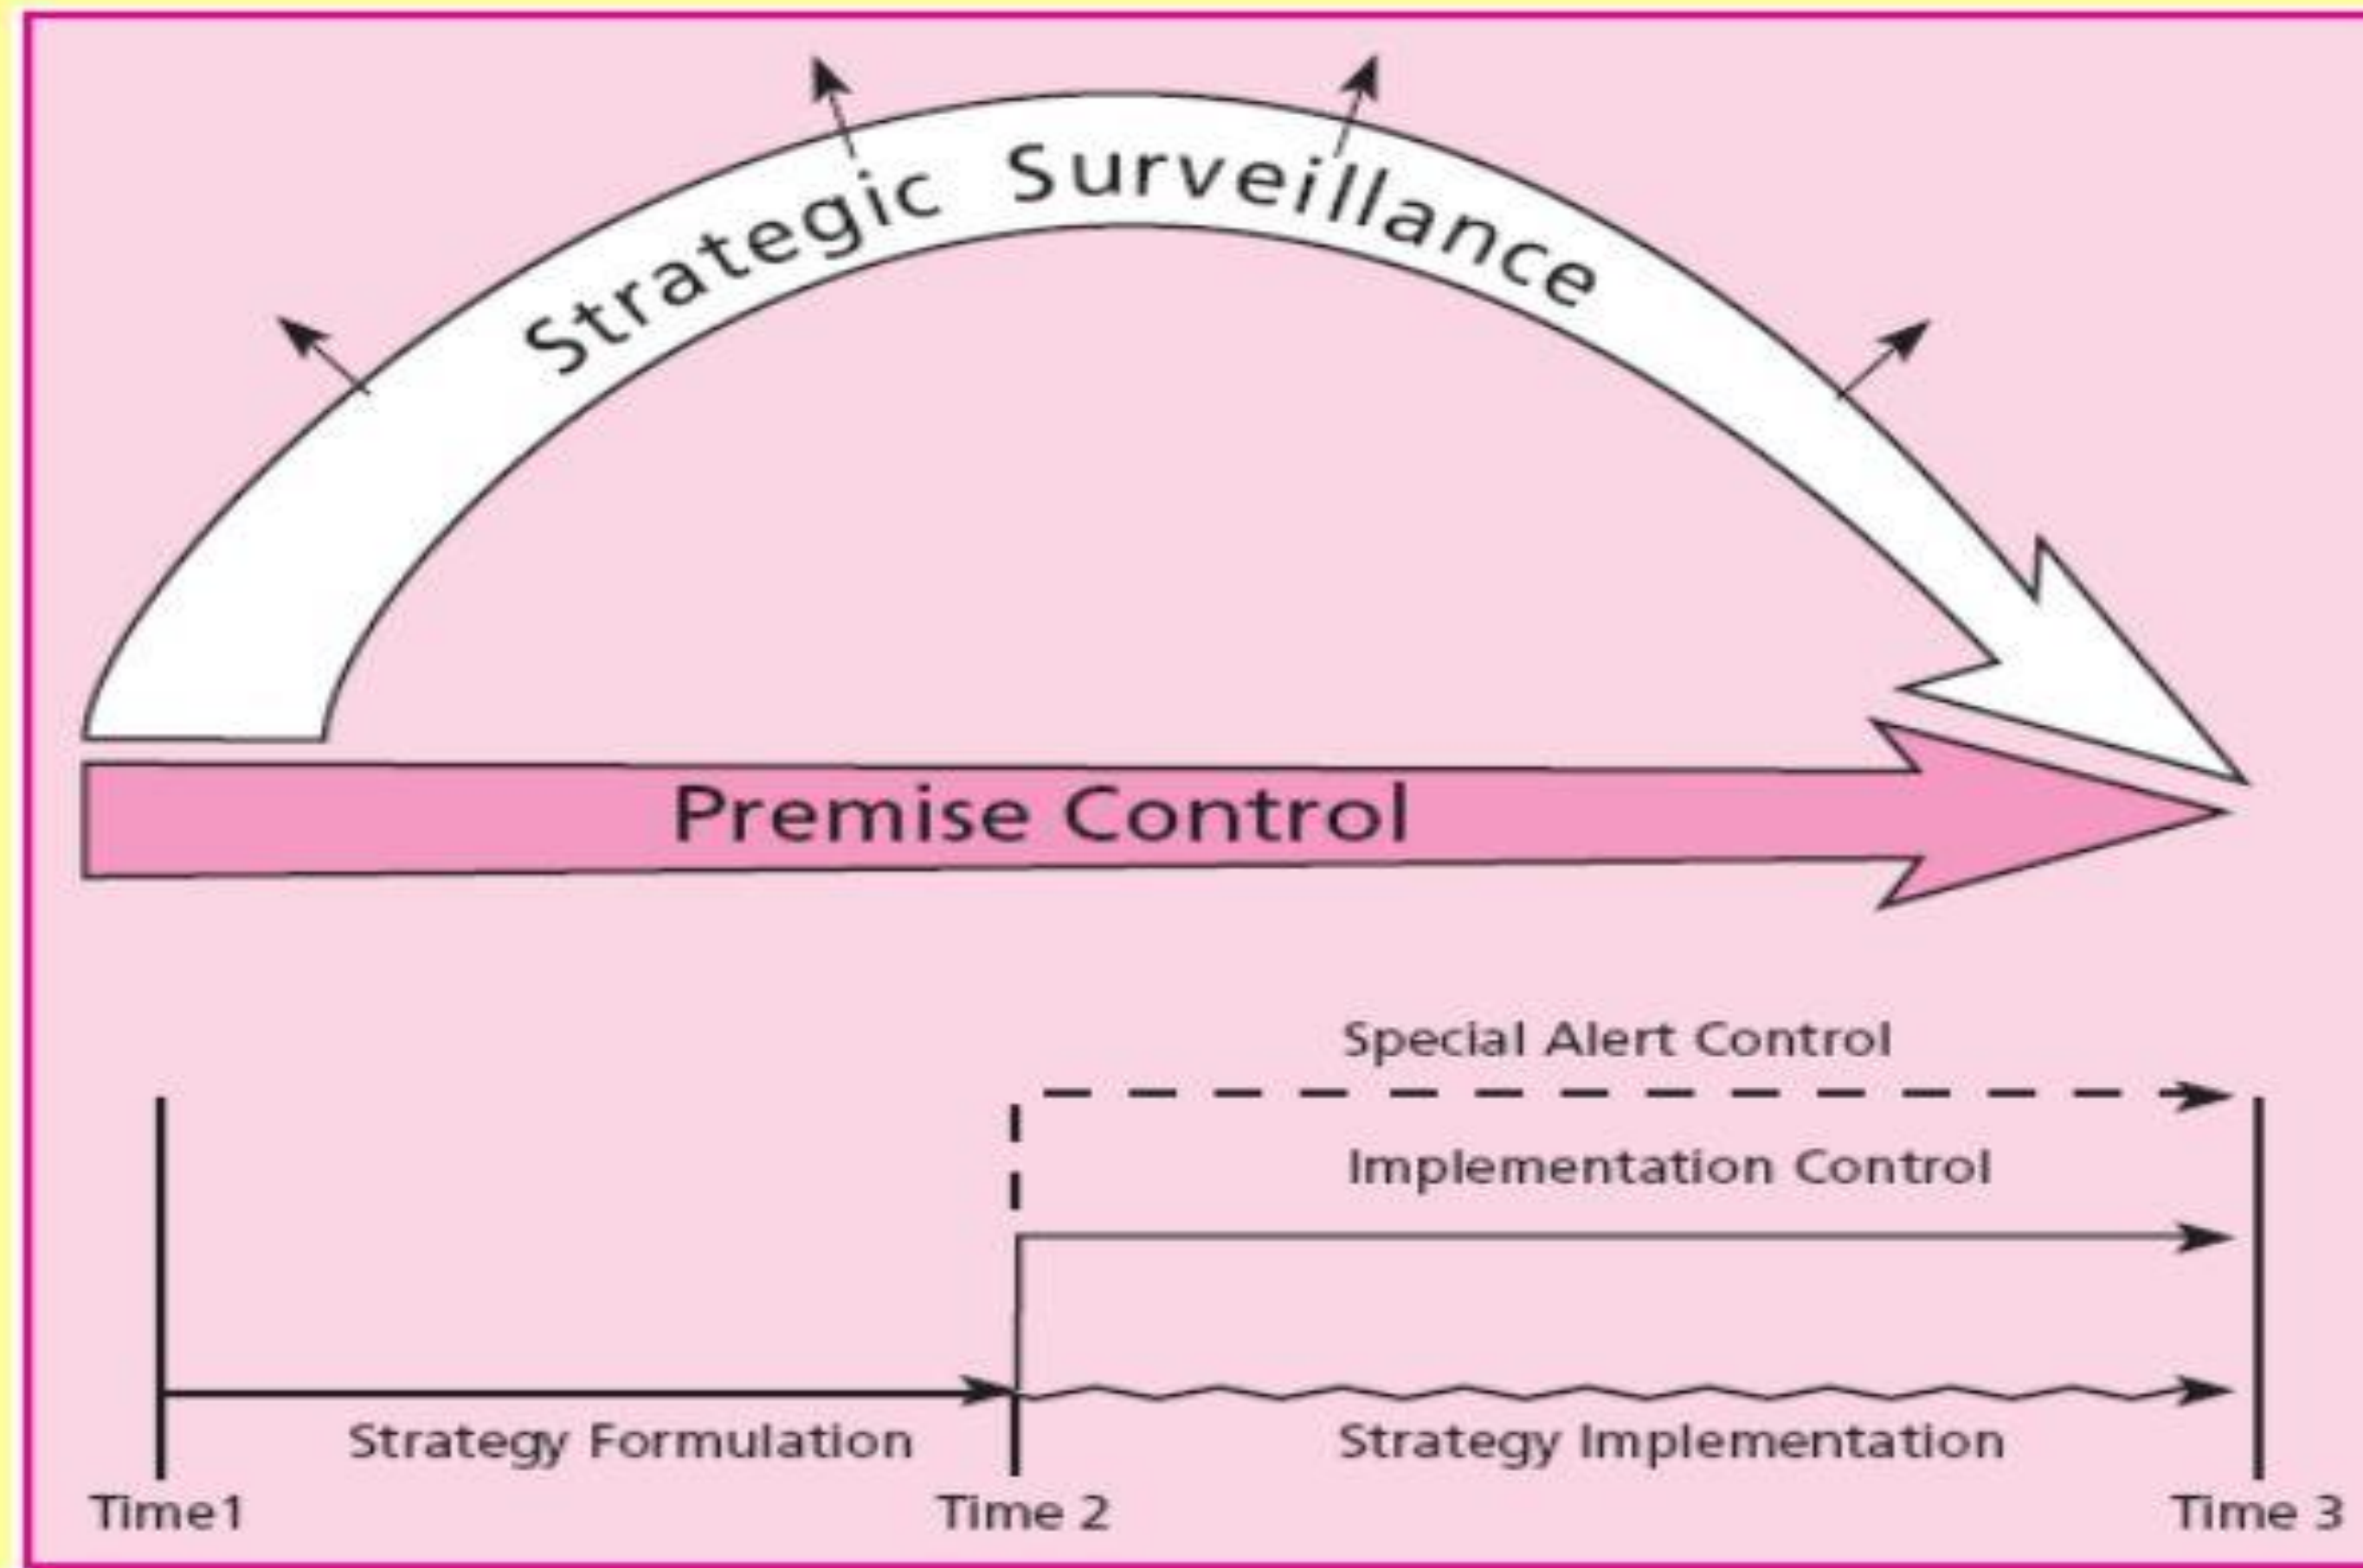 Strategic Surveillance
Premise Control
Special Alert Control
Implementation Control
Strategy Formulation
Strategy Implementation
Time1
Time 2
Time 3